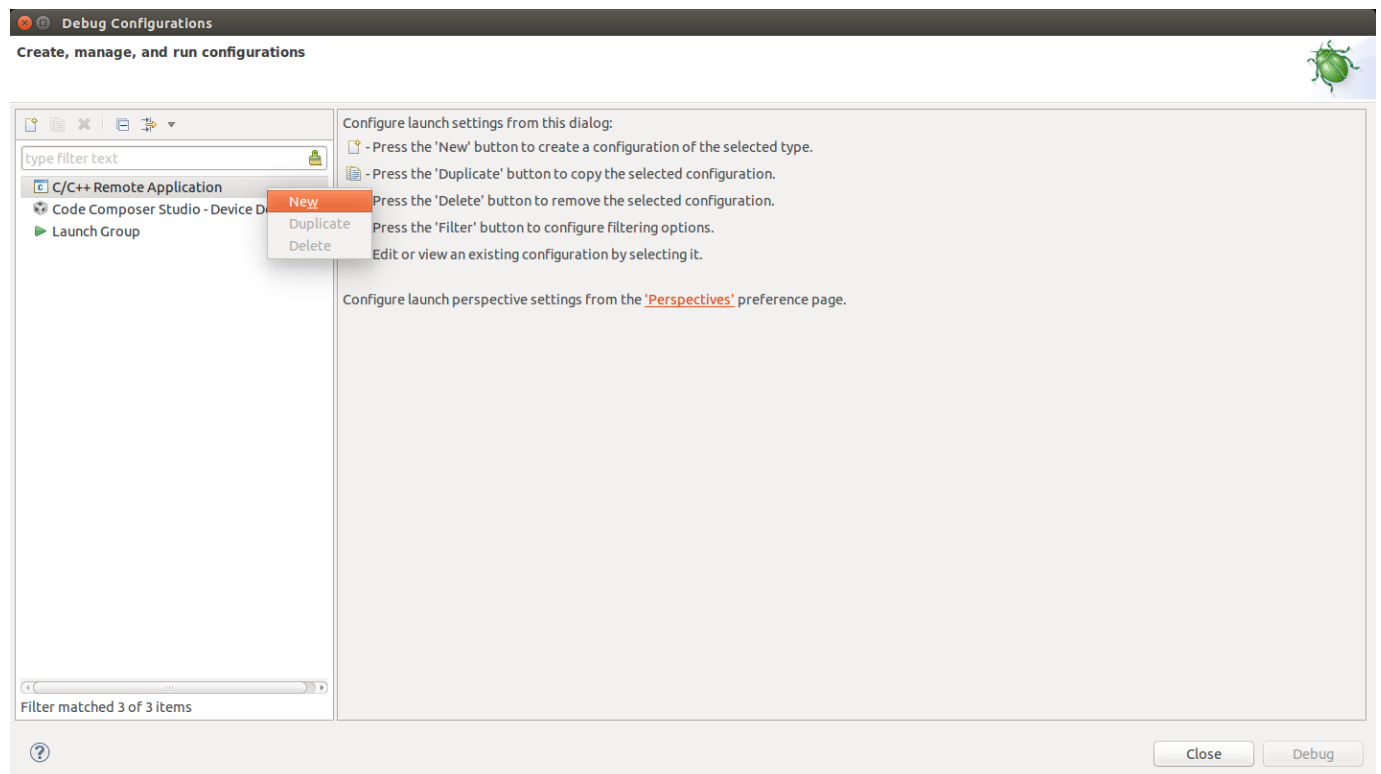 Debug Configurations
Create, manage, and run configurations
type filter text
C/C++ Remote Application
Code Composer Studio - Device D
Launch Group
New
Duplicate
Delete
Filter matched 3 of 3 items
Configure launch settings from this dialog:
- Press the 'New' button to create a configuration of the selected type.
- Press the 'Duplicate' button to copy the selected configuration.
Press the 'Delete' button to remove the selected configuration.
Press the 'Filter' button to configure filtering options.
Edit or view an existing configuration by selecting it.
Configure launch perspective settings from the 'Perspectives' preference page.
Close
Debug